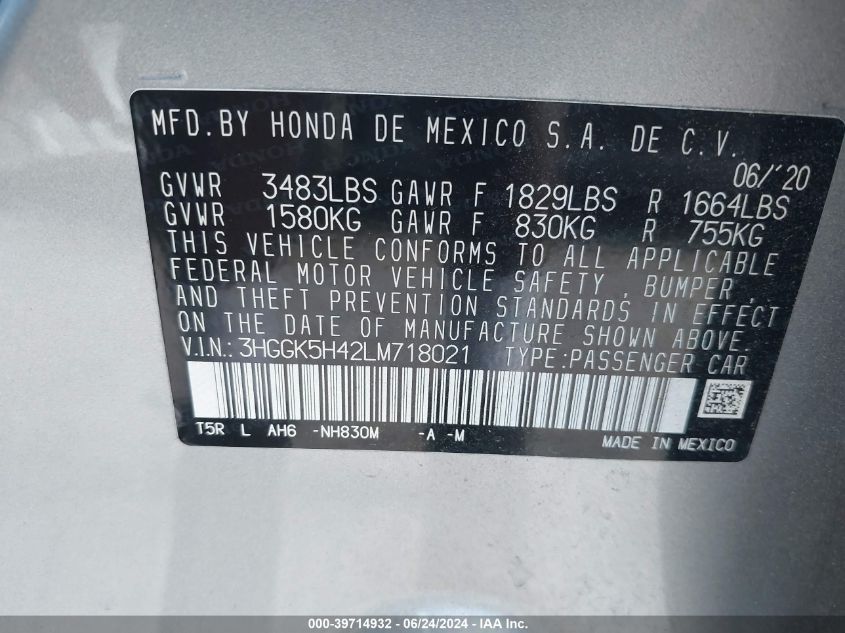 MFD.BY HONDA DE MEXICO S.A. DE C.V.
06/'20
GVWR 3483LBS GAWR F 1829LBS R 1664LBS
GVWR 1580KG GAWR F 830KG R 755KG
THIS VEHICLE CONFORMS TO ALL APPLICABLE
FEDERAL MOTOR VEHICLE SAFETY, BUMPER,
AND THEFT PREVENTION STANDARDS IN EFFECT
ON THE DATE OF MANUFACTURE SHOWN ABOVE.
V.I.N.: 3HGGK5H42LM718021 TYPE:PASSENGER CAR
T5R L AH6 -NH830M -A -M
MADE IN MEXICO
000-39714932 - 06/24/2024 - IAA Inc.